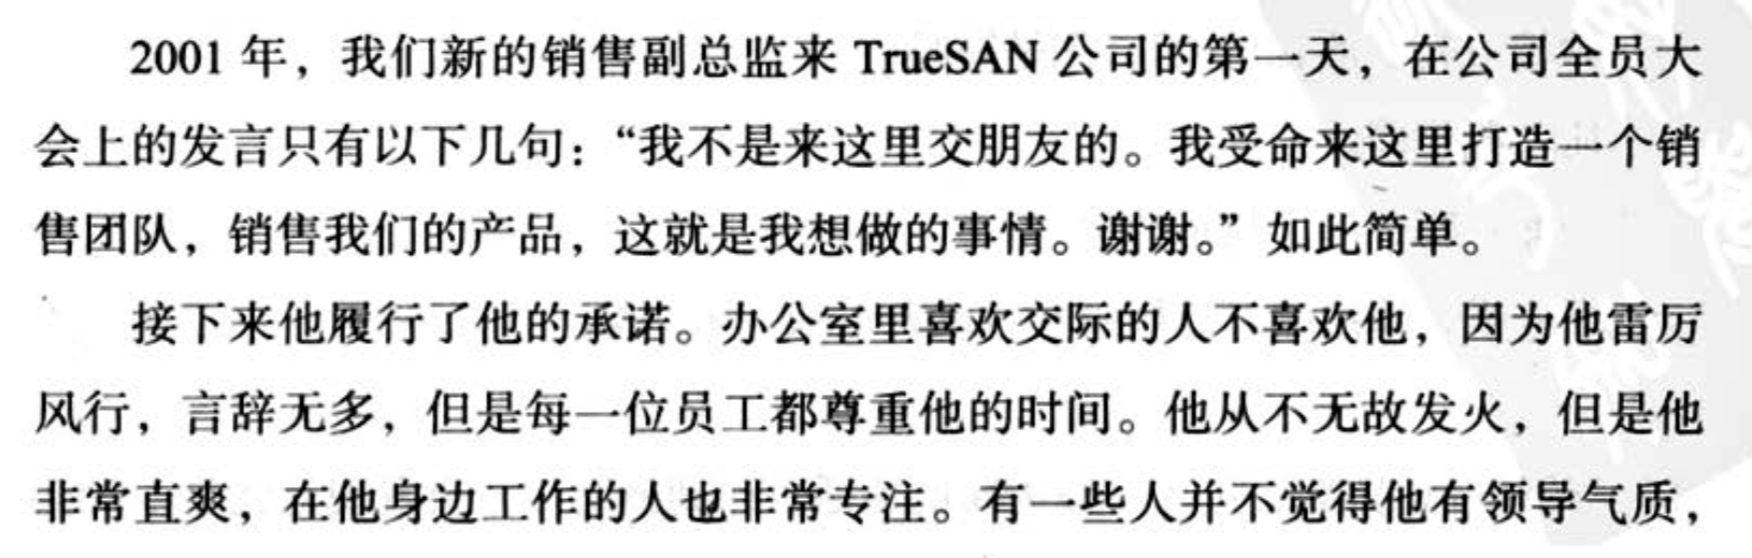 2001 年，我们新的销售副总监来 TrueSAN 公司的第一天，在公司全员大
会上的发言只有以下几句：“我不是来这里交朋友的。我受命来这里打造一个销
售团队，销售我们的产品，这就是我想做的事情。谢谢。”如此简单。
接下来他履行了他的承诺。办公室里喜欢交际的人不喜欢他，因为他雷厉
风行，言辞无多，但是每一位员工都尊重他的时间。他从不无故发火，但是他
非常直爽，在他身边工作的人也非常专注。有一些人并不觉得他有领导气质，